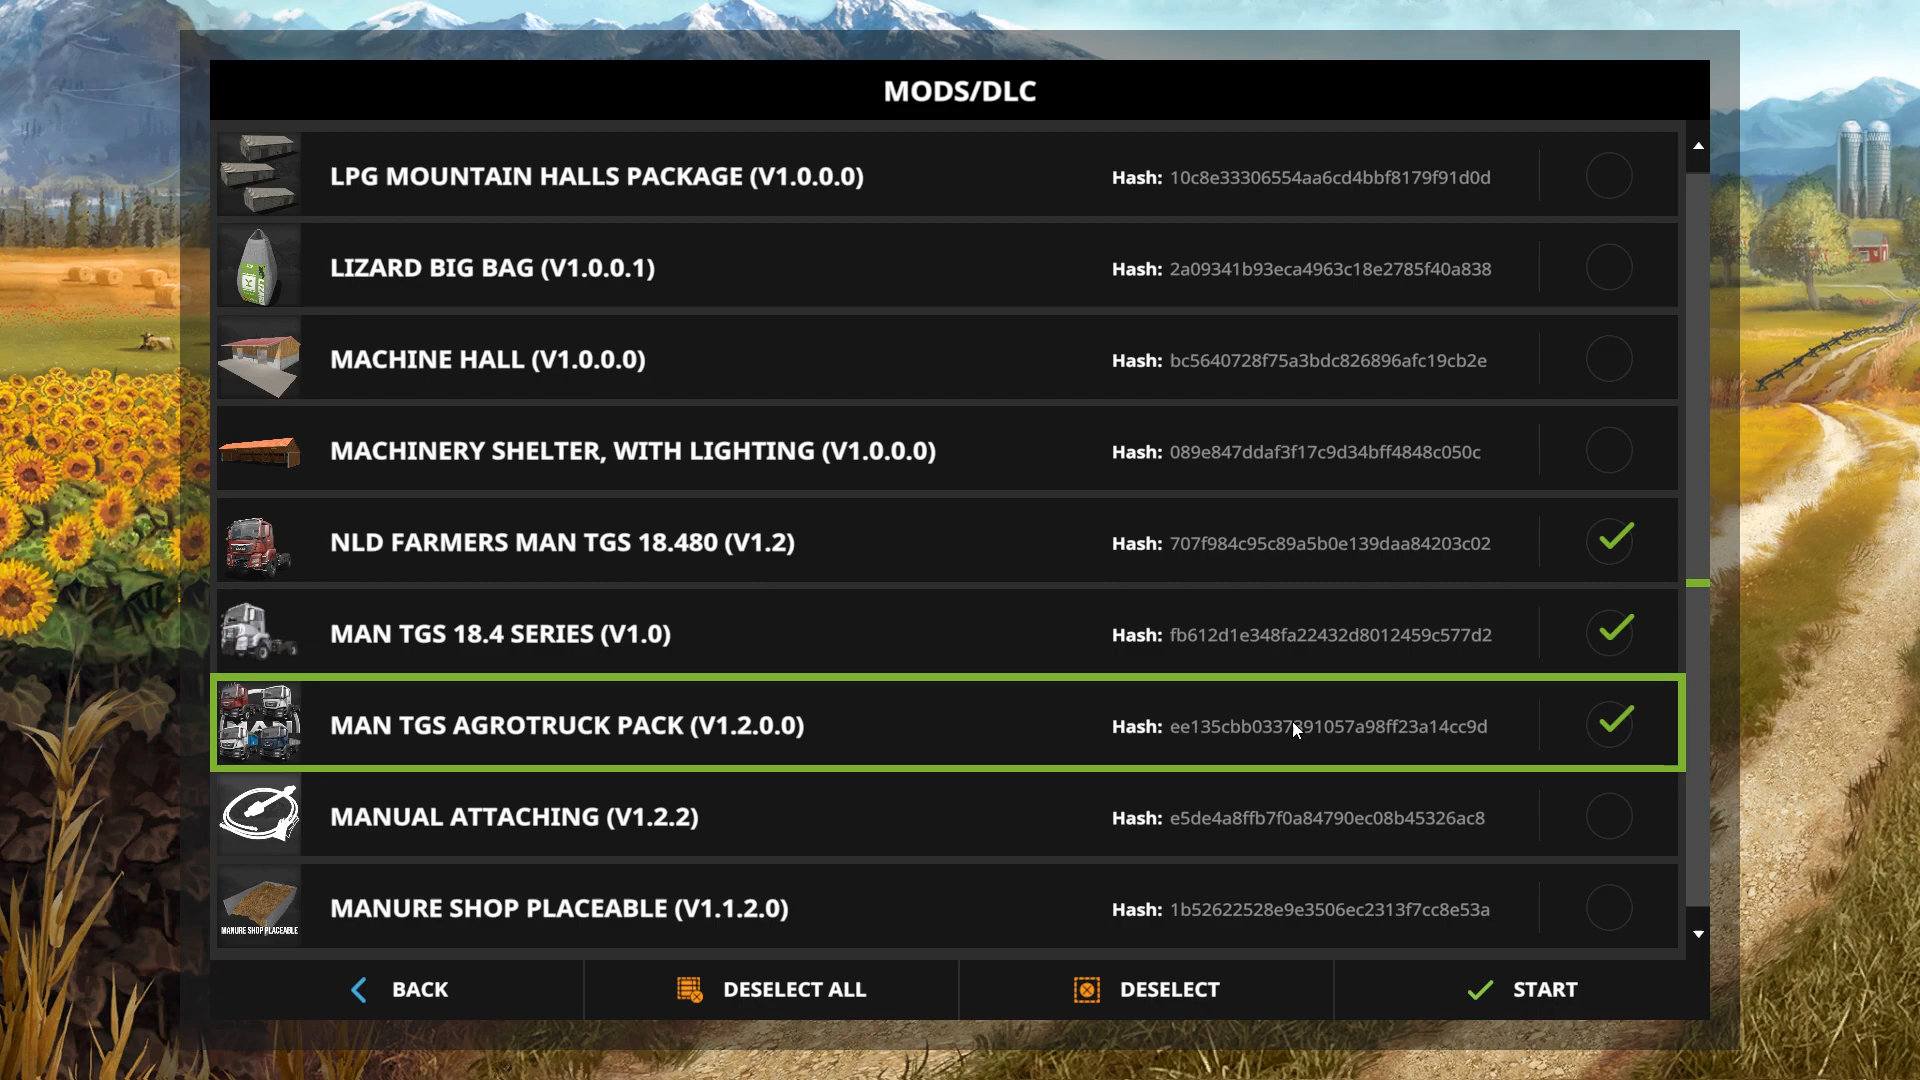 MODS/DLC
LPG MOUNTAIN HALLS PACKAGE (V1.0.0.0) Hash: 10c8e33306554aa6cd4bbf8179f91d0d
LIZARD BIG BAG (V1.0.0.1) Hash: 2a09341b93eca4963c18e2785f40a838
MACHINE HALL (V1.0.0.0) Hash: bc5640728f75a3bdc826896afc19cb2e
MACHINERY SHELTER, WITH LIGHTING (V1.0.0.0) Hash: 089e847ddaf3f17c9d34bff4848c050c
NLD FARMERS MAN TGS 18.480 (V1.2) Hash: 707f984c95c89a5b0e139daa84203c02
MAN TGS 18.4 SERIES (V1.0) Hash: fb612d1e348fa22432d8012459c577d2
MAN TGS AGROTRUCK PACK (V1.2.0.0) Hash:
MANUAL ATTACHING (V1.2.2) Hash: e5de4a8ffb7f0a84790ec08b45326ac8
MANURE SHOP PLACEABLE (V1.1.2.0) Hash: 1b52622528e9e3506ec2313f7cc8e53a
MANURE SHOP PLACEABLE
BACK DESELECT ALL DESELECT START